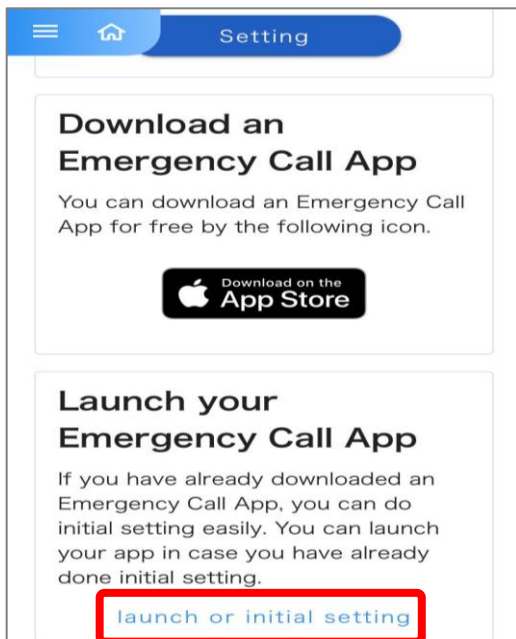 Setting
Download an
Emergency Call App
You can download an Emergency Call
App for free by the following icon.
Download on the
App Store
Launch your
Emergency Call App
If you have already downloaded an
Emergency Call App, you can do
initial setting easily. You can launch
your app in case you have already
done initial setting.
launch or initial setting